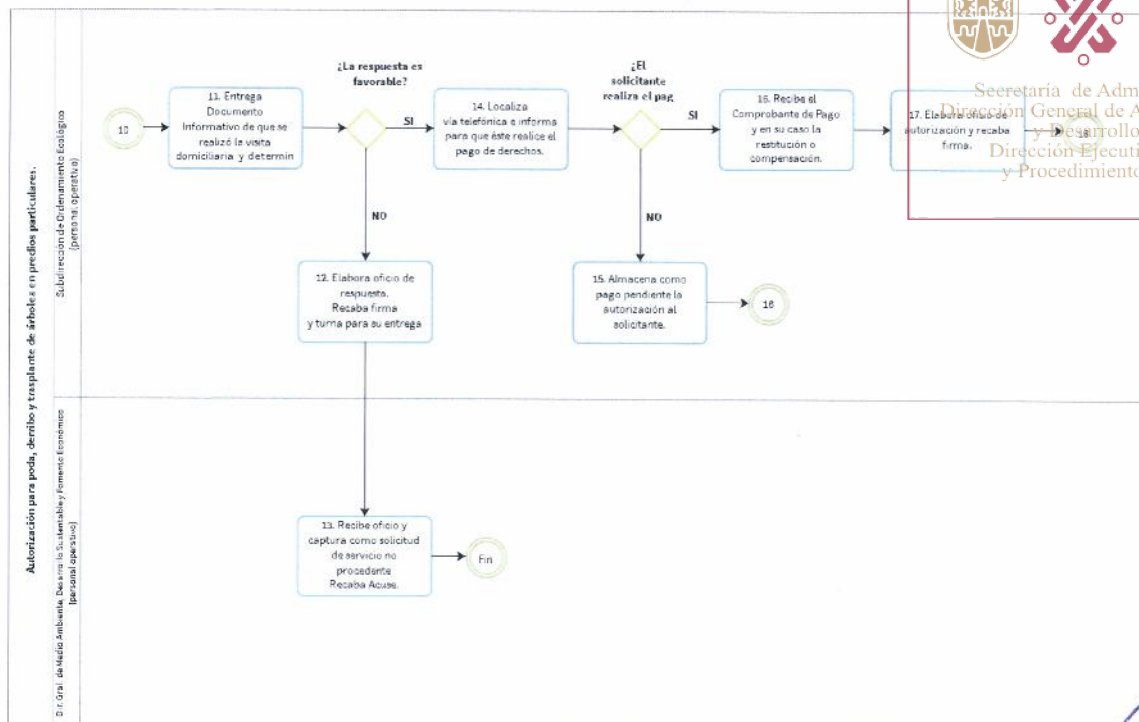 Autorización para poda, derribo y trasplante de árboles en predios particulares.
Subdirección de Ordenamiento Ecológico
(personal operativo)
10
11. Entrega
Documento
Informativo de que se
realizó la visita
domiciliaria y determin
¿La respuesta es
favorable?
SI
NO
14. Localiza
vía telefónica e informa
para que éste realice el
pago de derechos.
¿El
solicitante
realiza el pag
SI
NO
16. Recibe el
Comprobante de Pago
y en su caso la
restitución o
compensación.
17. Elabora oficio de
autorización y recaba
firma.
18
Secretaría de Adm
Dirección General de A
y Desarrollo
Dirección Ejecuti
y Procedimiento
12. Elabora oficio de
respuesta.
Recaba firma
y turna para su entrega
15. Almacena como
pago pendiente la
autorización al
solicitante.
16
Dir. Gral. de Medio Ambiente, Desarrollo Sustentable y Fomento Económico
(personal operativo)
13. Recibe oficio y
captura como solicitud
de servicio no
procedente
Recaba Acuse.
Fin